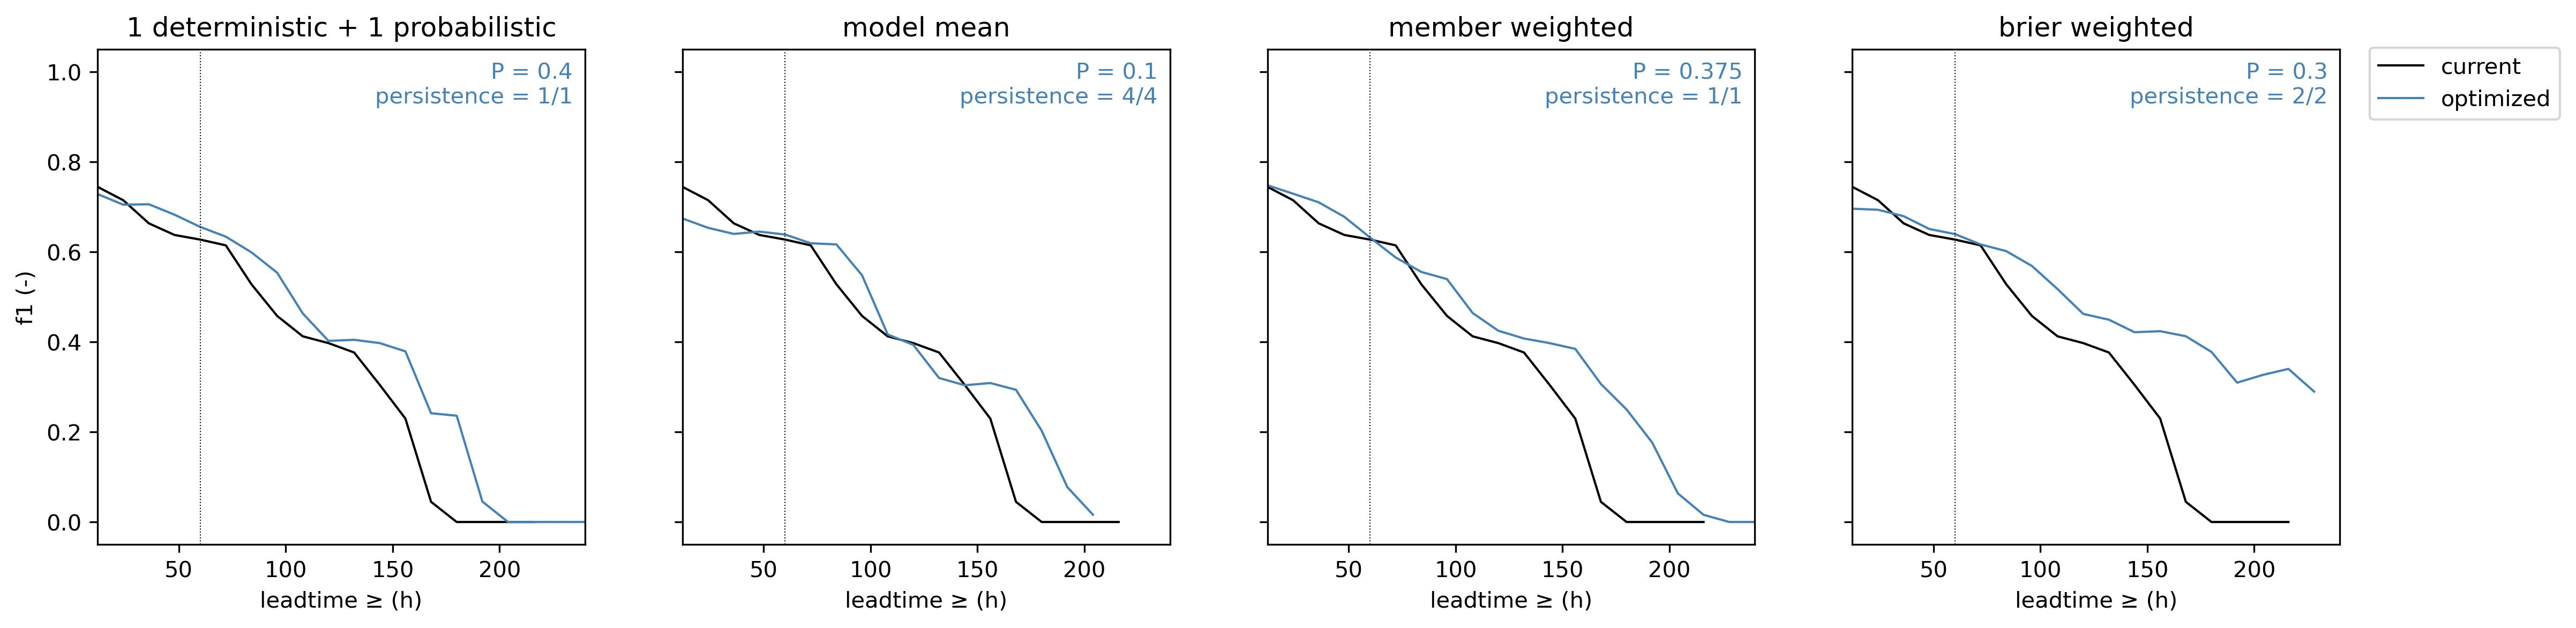 1 deterministic + 1 probabilistic
model mean
member weighted
brier weighted
P = 0.4
persistence = 1/1
P = 0.1
persistence = 4/4
P = 0.375
persistence = 1/1
P = 0.3
persistence = 2/2
current
optimized
f1 (-)
1.0
0.8
0.6
0.4
0.2
0.0
50 100 150 200
50 100 150 200
50 100 150 200
50 100 150 200
leadtime ≥ (h)
leadtime ≥ (h)
leadtime ≥ (h)
leadtime ≥ (h)